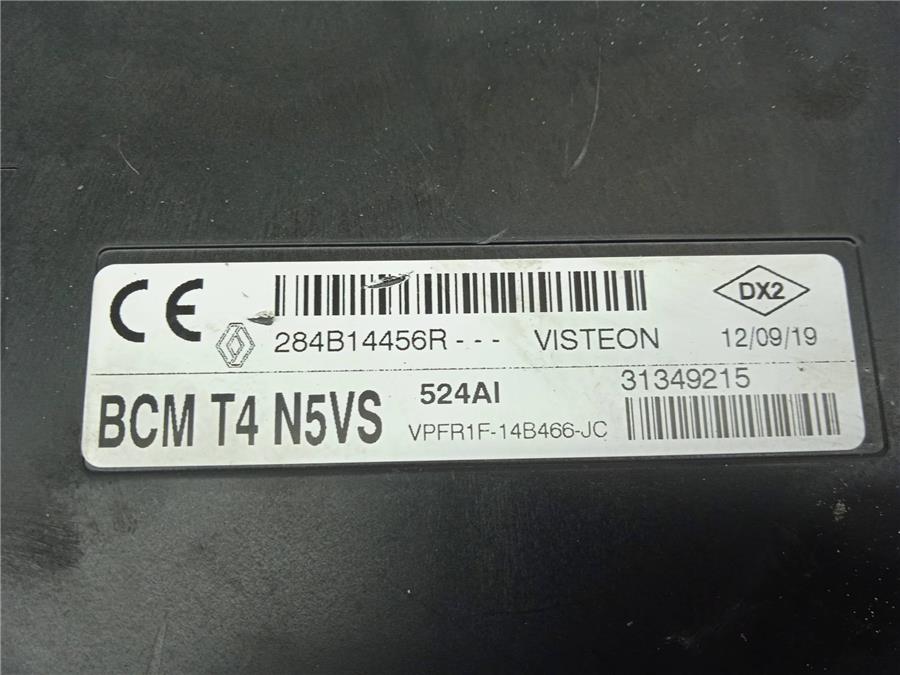 CE DX2
284B14456R--- VISTEON 12/09/19
BCM T4 N5VS 524AI 31349215
VPFR1F-14B466-JC